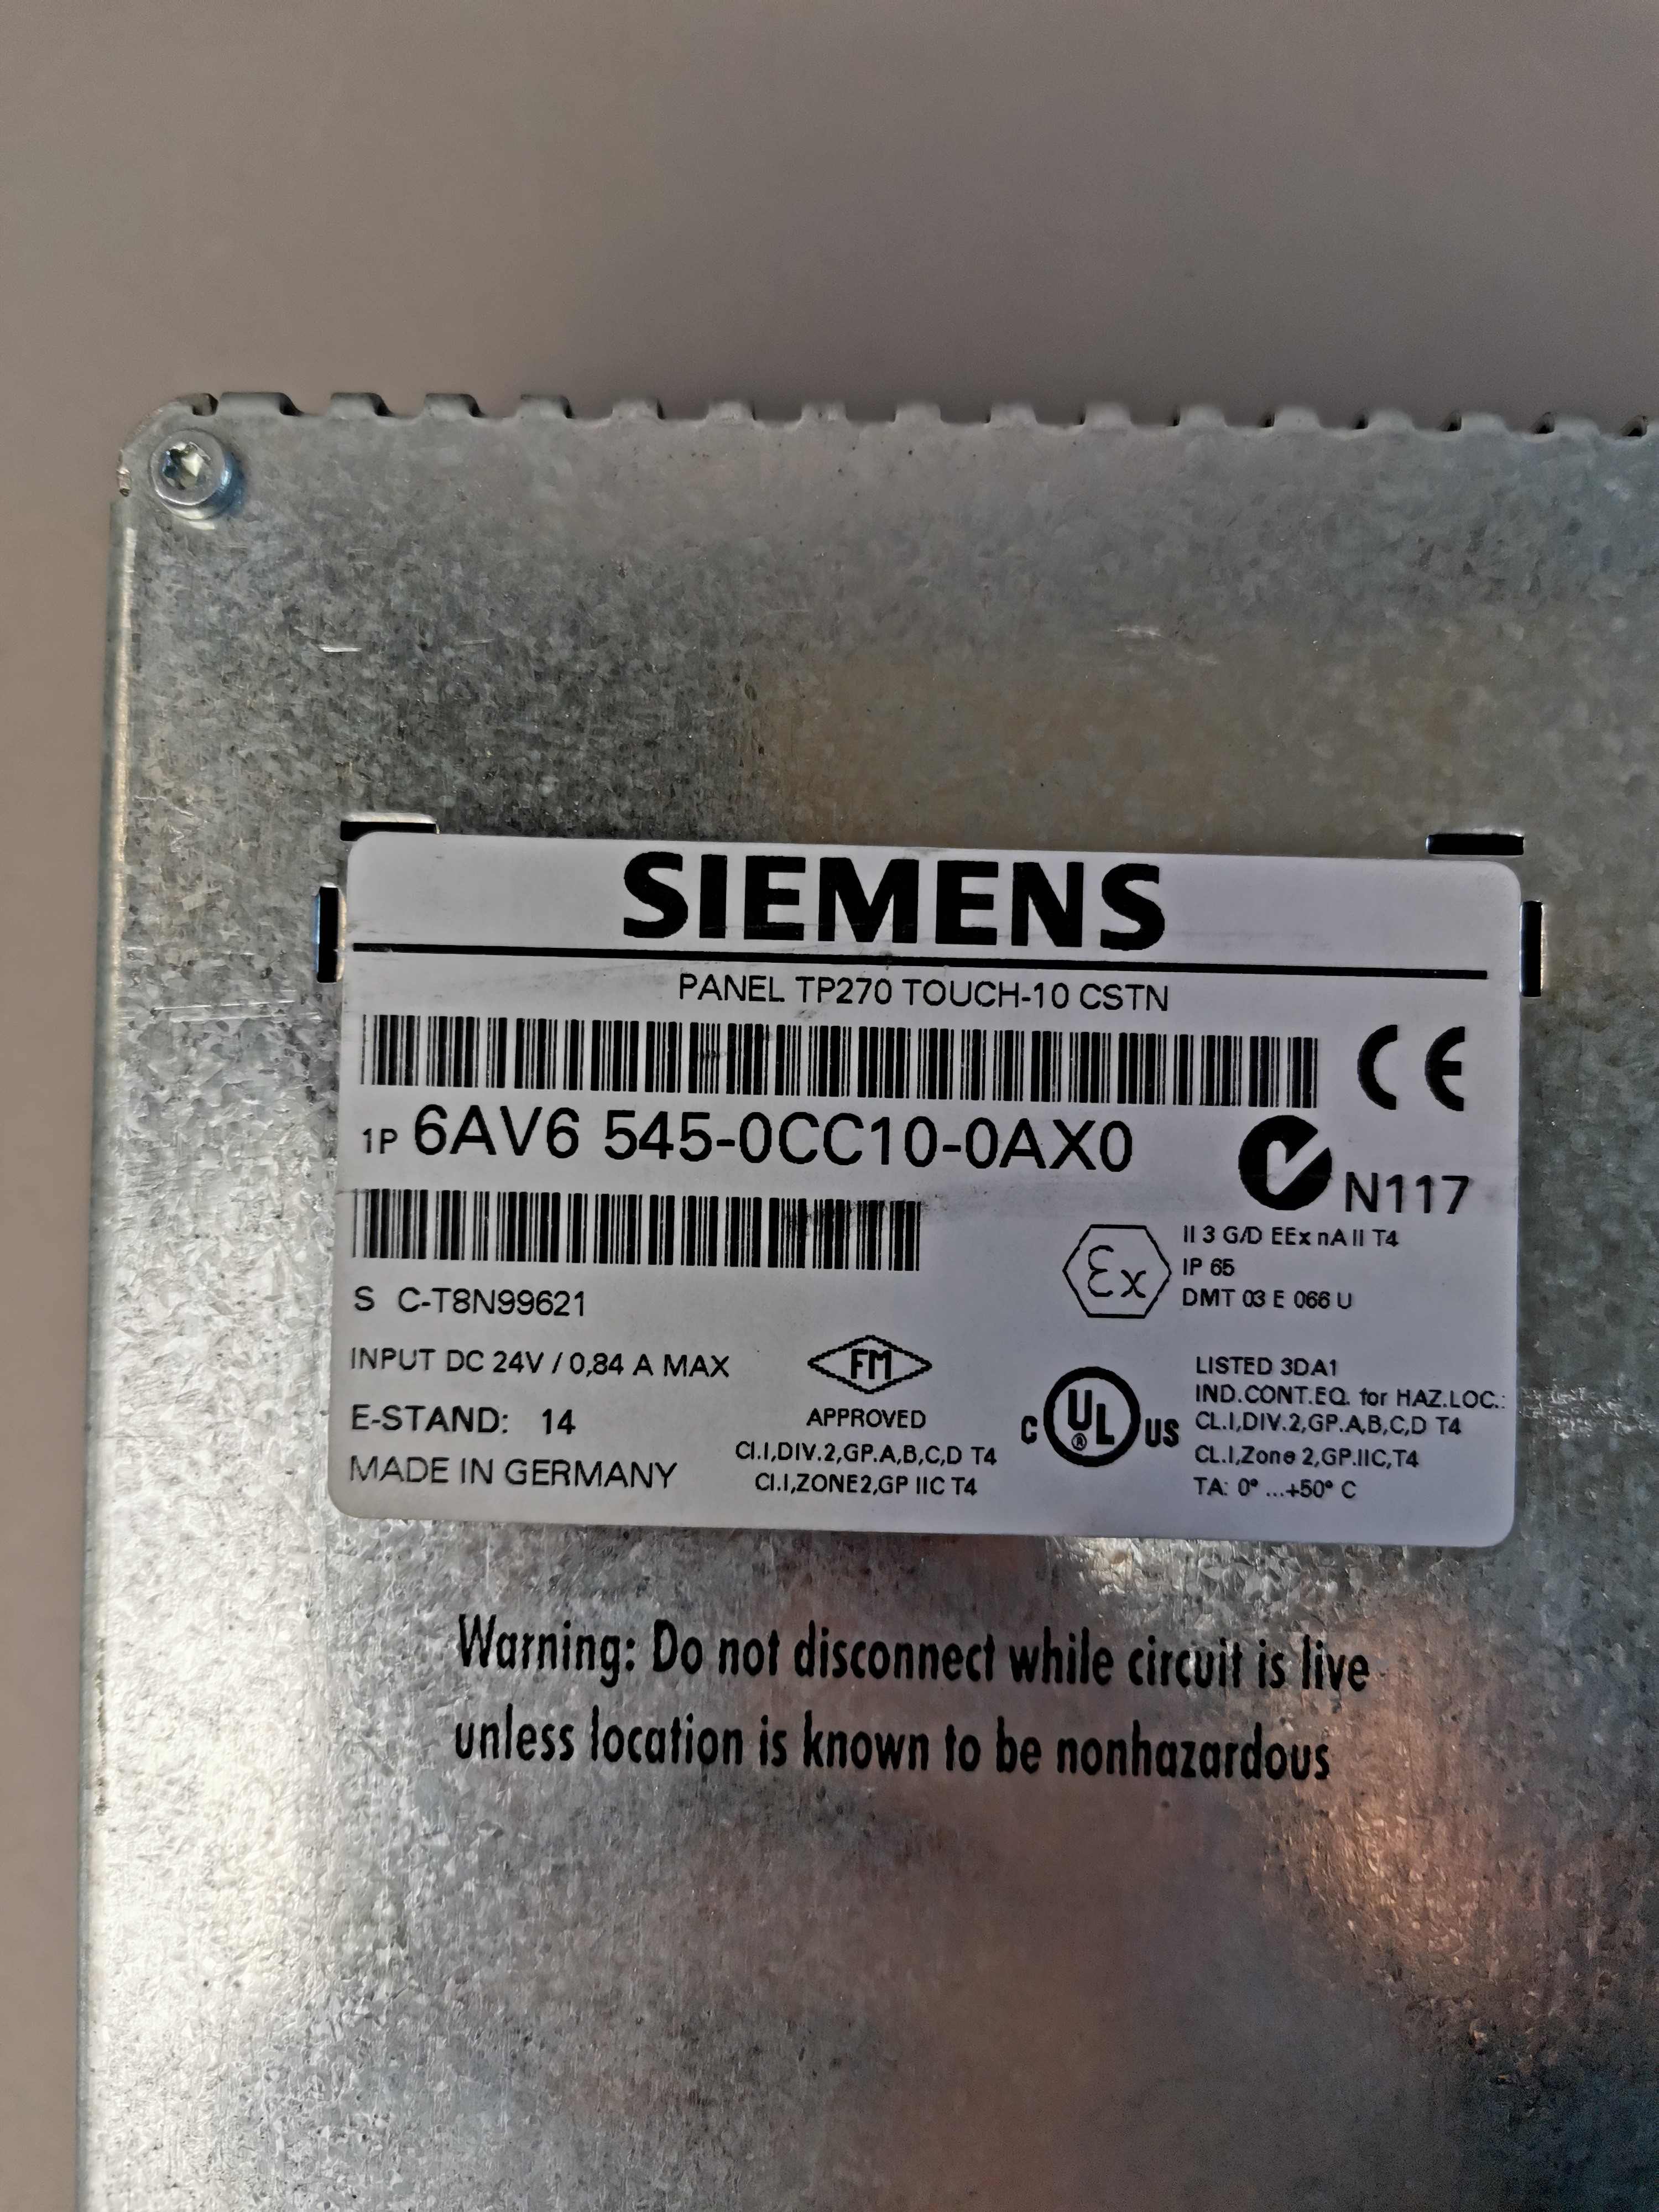 SIEMENS
PANEL TP270 TOUCH-10 CSTN
CE
1P 6AV6 545-0CC10-0AX0
N117
S C-T8N99621
Ex
II 3 G/D EEx nA II T4
IP 65
DMT 03 E 066 U
INPUT DC 24V / 0,84 A MAX
E-STAND: 14
MADE IN GERMANY
FM
APPROVED
Cl.I,DIV.2,GP.A,B,C,D T4
Cl.I,ZONE2,GP IIC T4
C UL ® US
LISTED 3DA1
IND.CONT.EQ. for HAZ.LOC.:
CL.I,DIV.2,GP.A,B,C,D T4
CL.I,Zone 2,GP.IIC,T4
TA: 0° ...+50° C
Warning: Do not disconnect while circuit is live
unless location is known to be nonhazardous